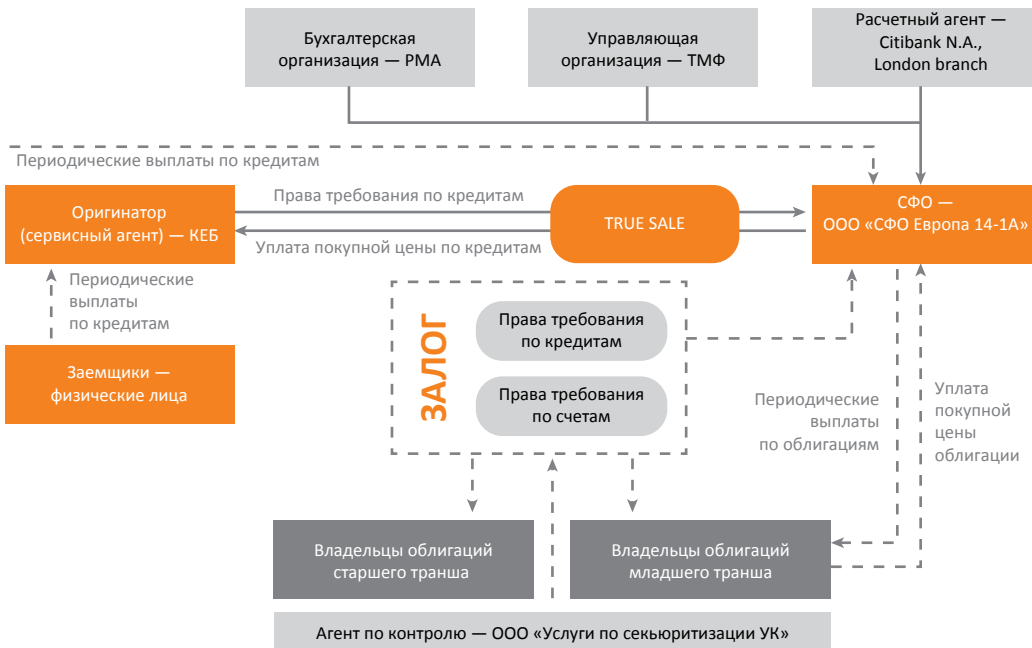 Бухгалтерская
организация — РМА
Управляющая
организация — ТМФ
Расчетный агент —
Citibank N.A.,
London branch
Периодические выплаты по кредитам
Оригинатор
(сервисный агент) — КЕБ
Права требования по кредитам
Уплата покупной цены по кредитам
TRUE SALE
СФО —
ООО «СФО Европа 14-1А»
Периодические
выплаты
по кредитам
Заемщики —
физические лица
ЗАЛОГ
Права требования
по кредитам
Права требования
по счетам
Периодические
выплаты
по облигациям
Уплата
покупной
цены
облигации
Владельцы облигаций
старшего транша
Владельцы облигаций
младшего транша
Агент по контролю — ООО «Услуги по секьюритизации УК»